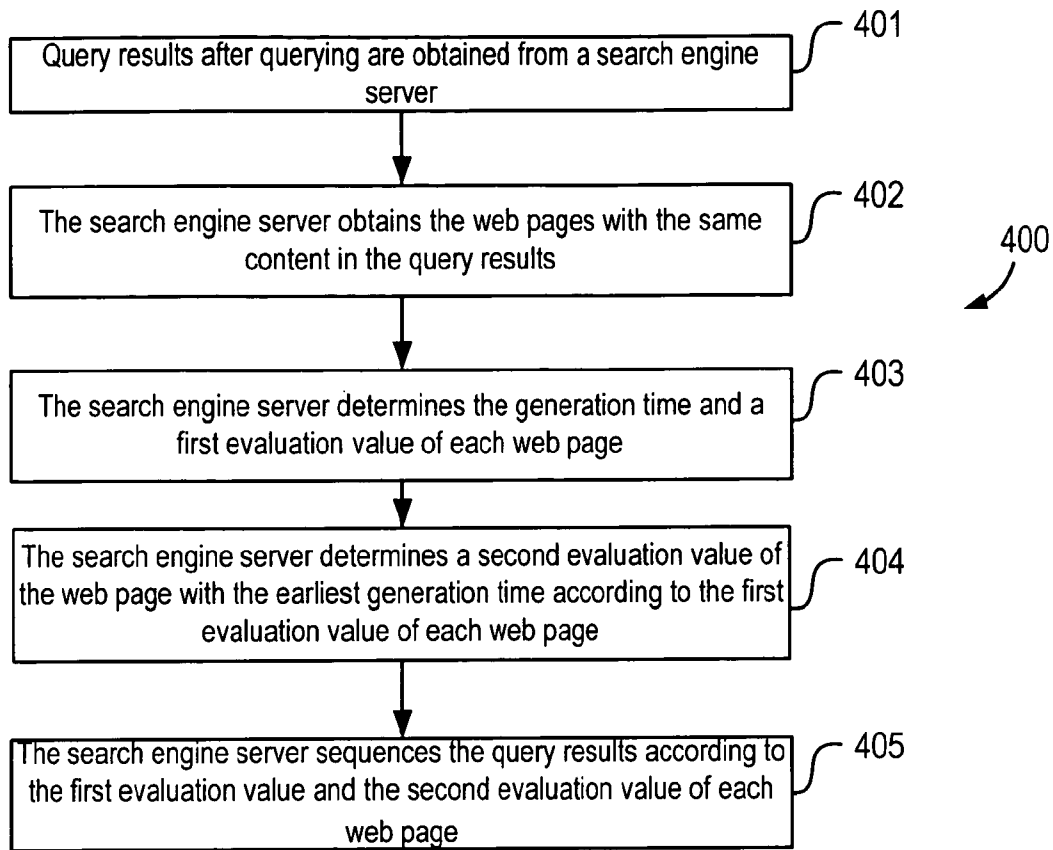 401
Query results after querying are obtained from a search engine
server
402
The search engine server obtains the web pages with the same
content in the query results
400
403
The search engine server determines the generation time and a
first evaluation value of each web page
The search engine server determines a second evaluation value of
the web page with the earliest generation time according to the first
evaluation value of each web page
404
The search engine server sequences the query results according to
the first evaluation value and the second evaluation value of each
web page
405